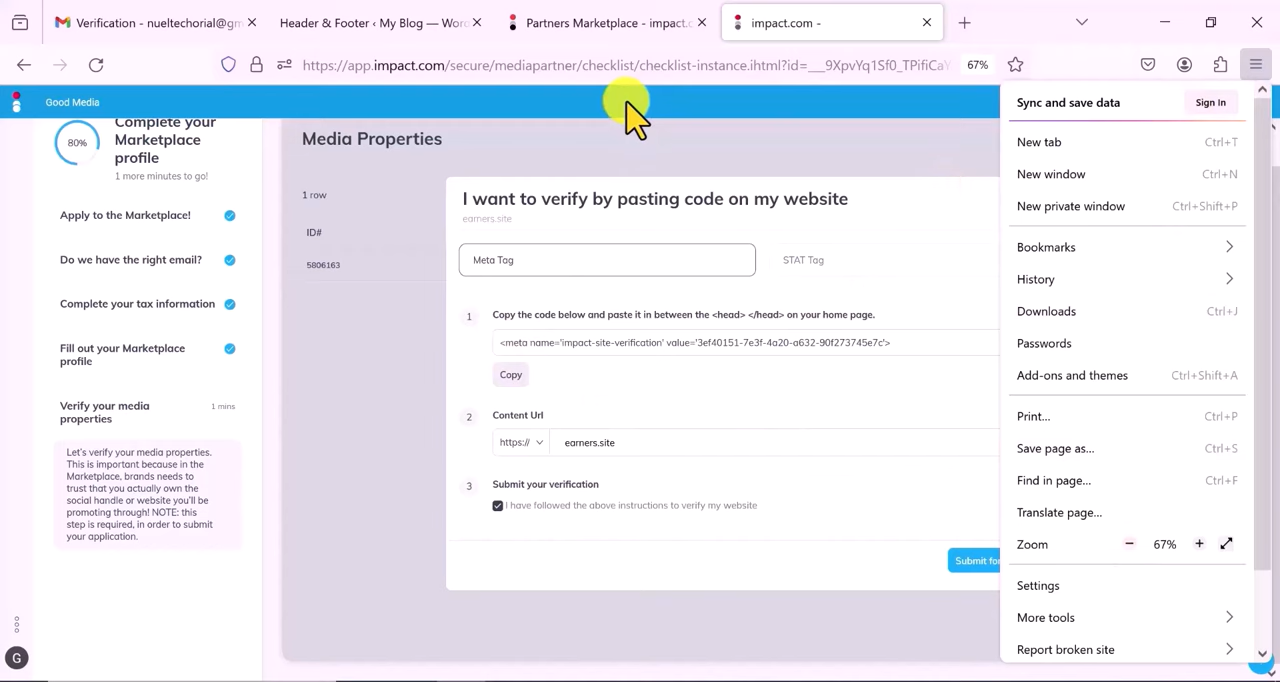 Verification - nueltechorial@gm
Header & Footer ‹ My Blog — Wor
Partners Marketplace - impact.c
impact.com -
https://app.impact.com/secure/mediapartner/checklist/checklist-instance.ihtml?id=___9XpvYq1Sf0_TPifiCaY
67%
Good Media
80%
Complete your
Marketplace
profile
1 more minutes to go!
Apply to the Marketplace!
Do we have the right email?
Complete your tax information
Fill out your Marketplace
profile
Verify your media
properties
1 mins
Let's verify your media properties.
This is important because in the
Marketplace, brands needs to
trust that you actually own the
social handle or website you'll be
promoting through! NOTE: this
step is required, in order to submit
your application.
G
Media Properties
1 row
ID#
5806163
I want to verify by pasting code on my website
earners.site
Meta Tag
STAT Tag
1
Copy the code below and paste it in between the <head> </head> on your home page.
<meta name='impact-site-verification' value='3ef40151-7e3f-4a20-a632-90f273745e7c'>
Copy
2
Content Url
https://
earners.site
3
Submit your verification
I have followed the above instructions to verify my website
Submit for
Sync and save data
Sign In
New tab Ctrl+T
New window Ctrl+N
New private window Ctrl+Shift+P
Bookmarks
History
Downloads Ctrl+J
Passwords
Add-ons and themes Ctrl+Shift+A
Print... Ctrl+P
Save page as... Ctrl+S
Find in page... Ctrl+F
Translate page...
Zoom − 67% +
Settings
More tools
Report broken site